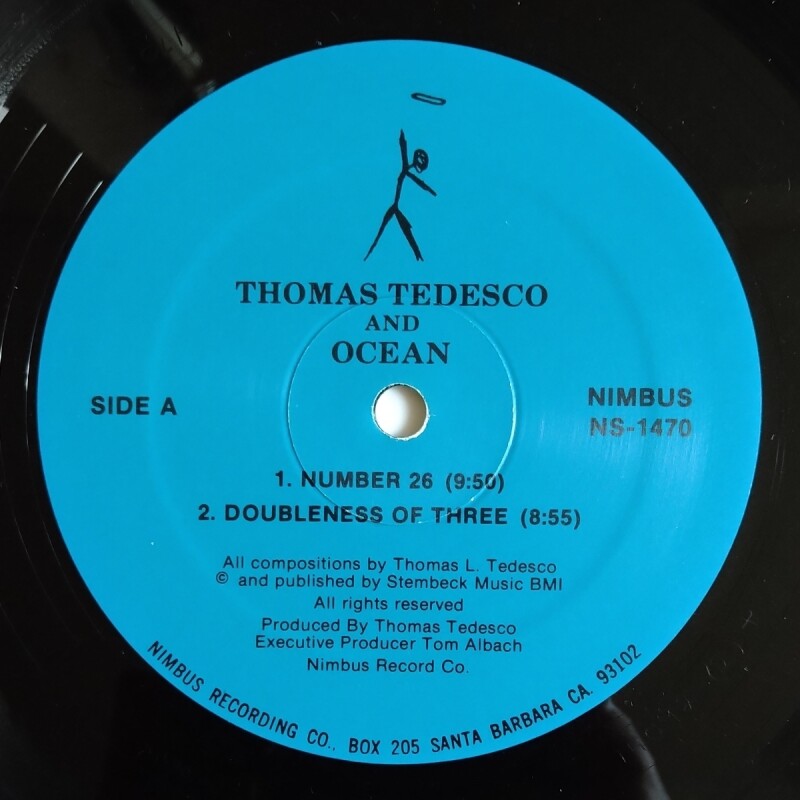 THOMAS TEDESCO
AND
OCEAN
SIDE A
NIMBUS
NS-1470
1. NUMBER 26 (9:50)
2. DOUBLENESS OF THREE (8:55)
All compositions by Thomas L. Tedesco
© and published by Stembeck Music BMI
All rights reserved
Produced By Thomas Tedesco
Executive Producer Tom Albach
Nimbus Record Co.
NIMBUS RECORDING CO., BOX 205 SANTA BARBARA CA. 93102